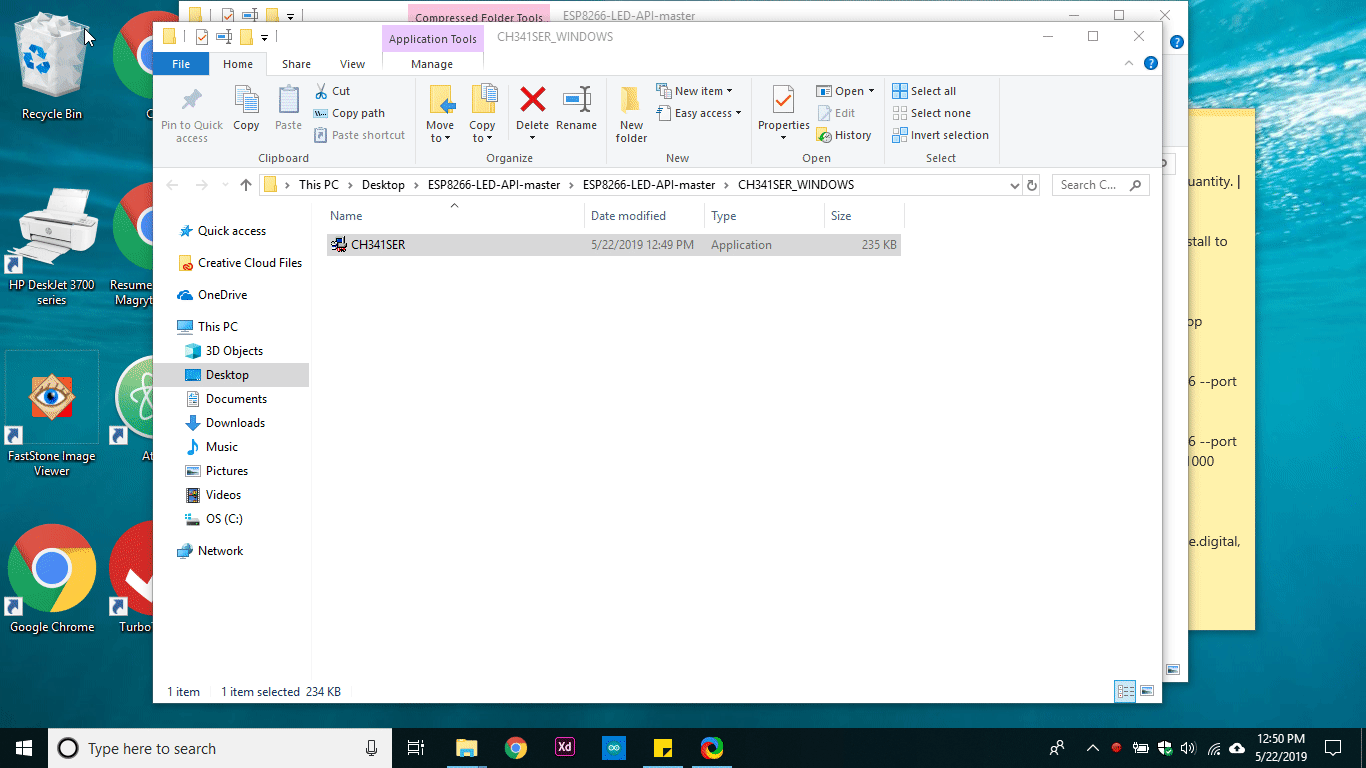 Compressed Folder Tools
ESP8266-LED-API-master
Application Tools
CH341SER_WINDOWS
File
Home
Share
View
Manage
Pin to Quick access
Copy
Paste
Cut
Copy path
Paste shortcut
Clipboard
Move to
Copy to
Delete
Rename
Organize
New folder
New item
Easy access
New
Properties
Open
Edit
History
Open
Select all
Select none
Invert selection
Select
This PC
Desktop
ESP8266-LED-API-master
ESP8266-LED-API-master
CH341SER_WINDOWS
Search C...
Name
Date modified
Type
Size
CH341SER
5/22/2019 12:49 PM
Application
235 KB
Quick access
Creative Cloud Files
OneDrive
This PC
3D Objects
Desktop
Documents
Downloads
Music
Pictures
Videos
OS (C:)
Network
1 item
1 item selected 234 KB
Recycle Bin
HP DeskJet 3700
series
Resume
Magryt
FastStone Image
Viewer
At
Google Chrome
Turbo
uantity. |
stall to
op
6 --port
6 --port
1000
e.digital,
Type here to search
Xd
12:50 PM
5/22/2019